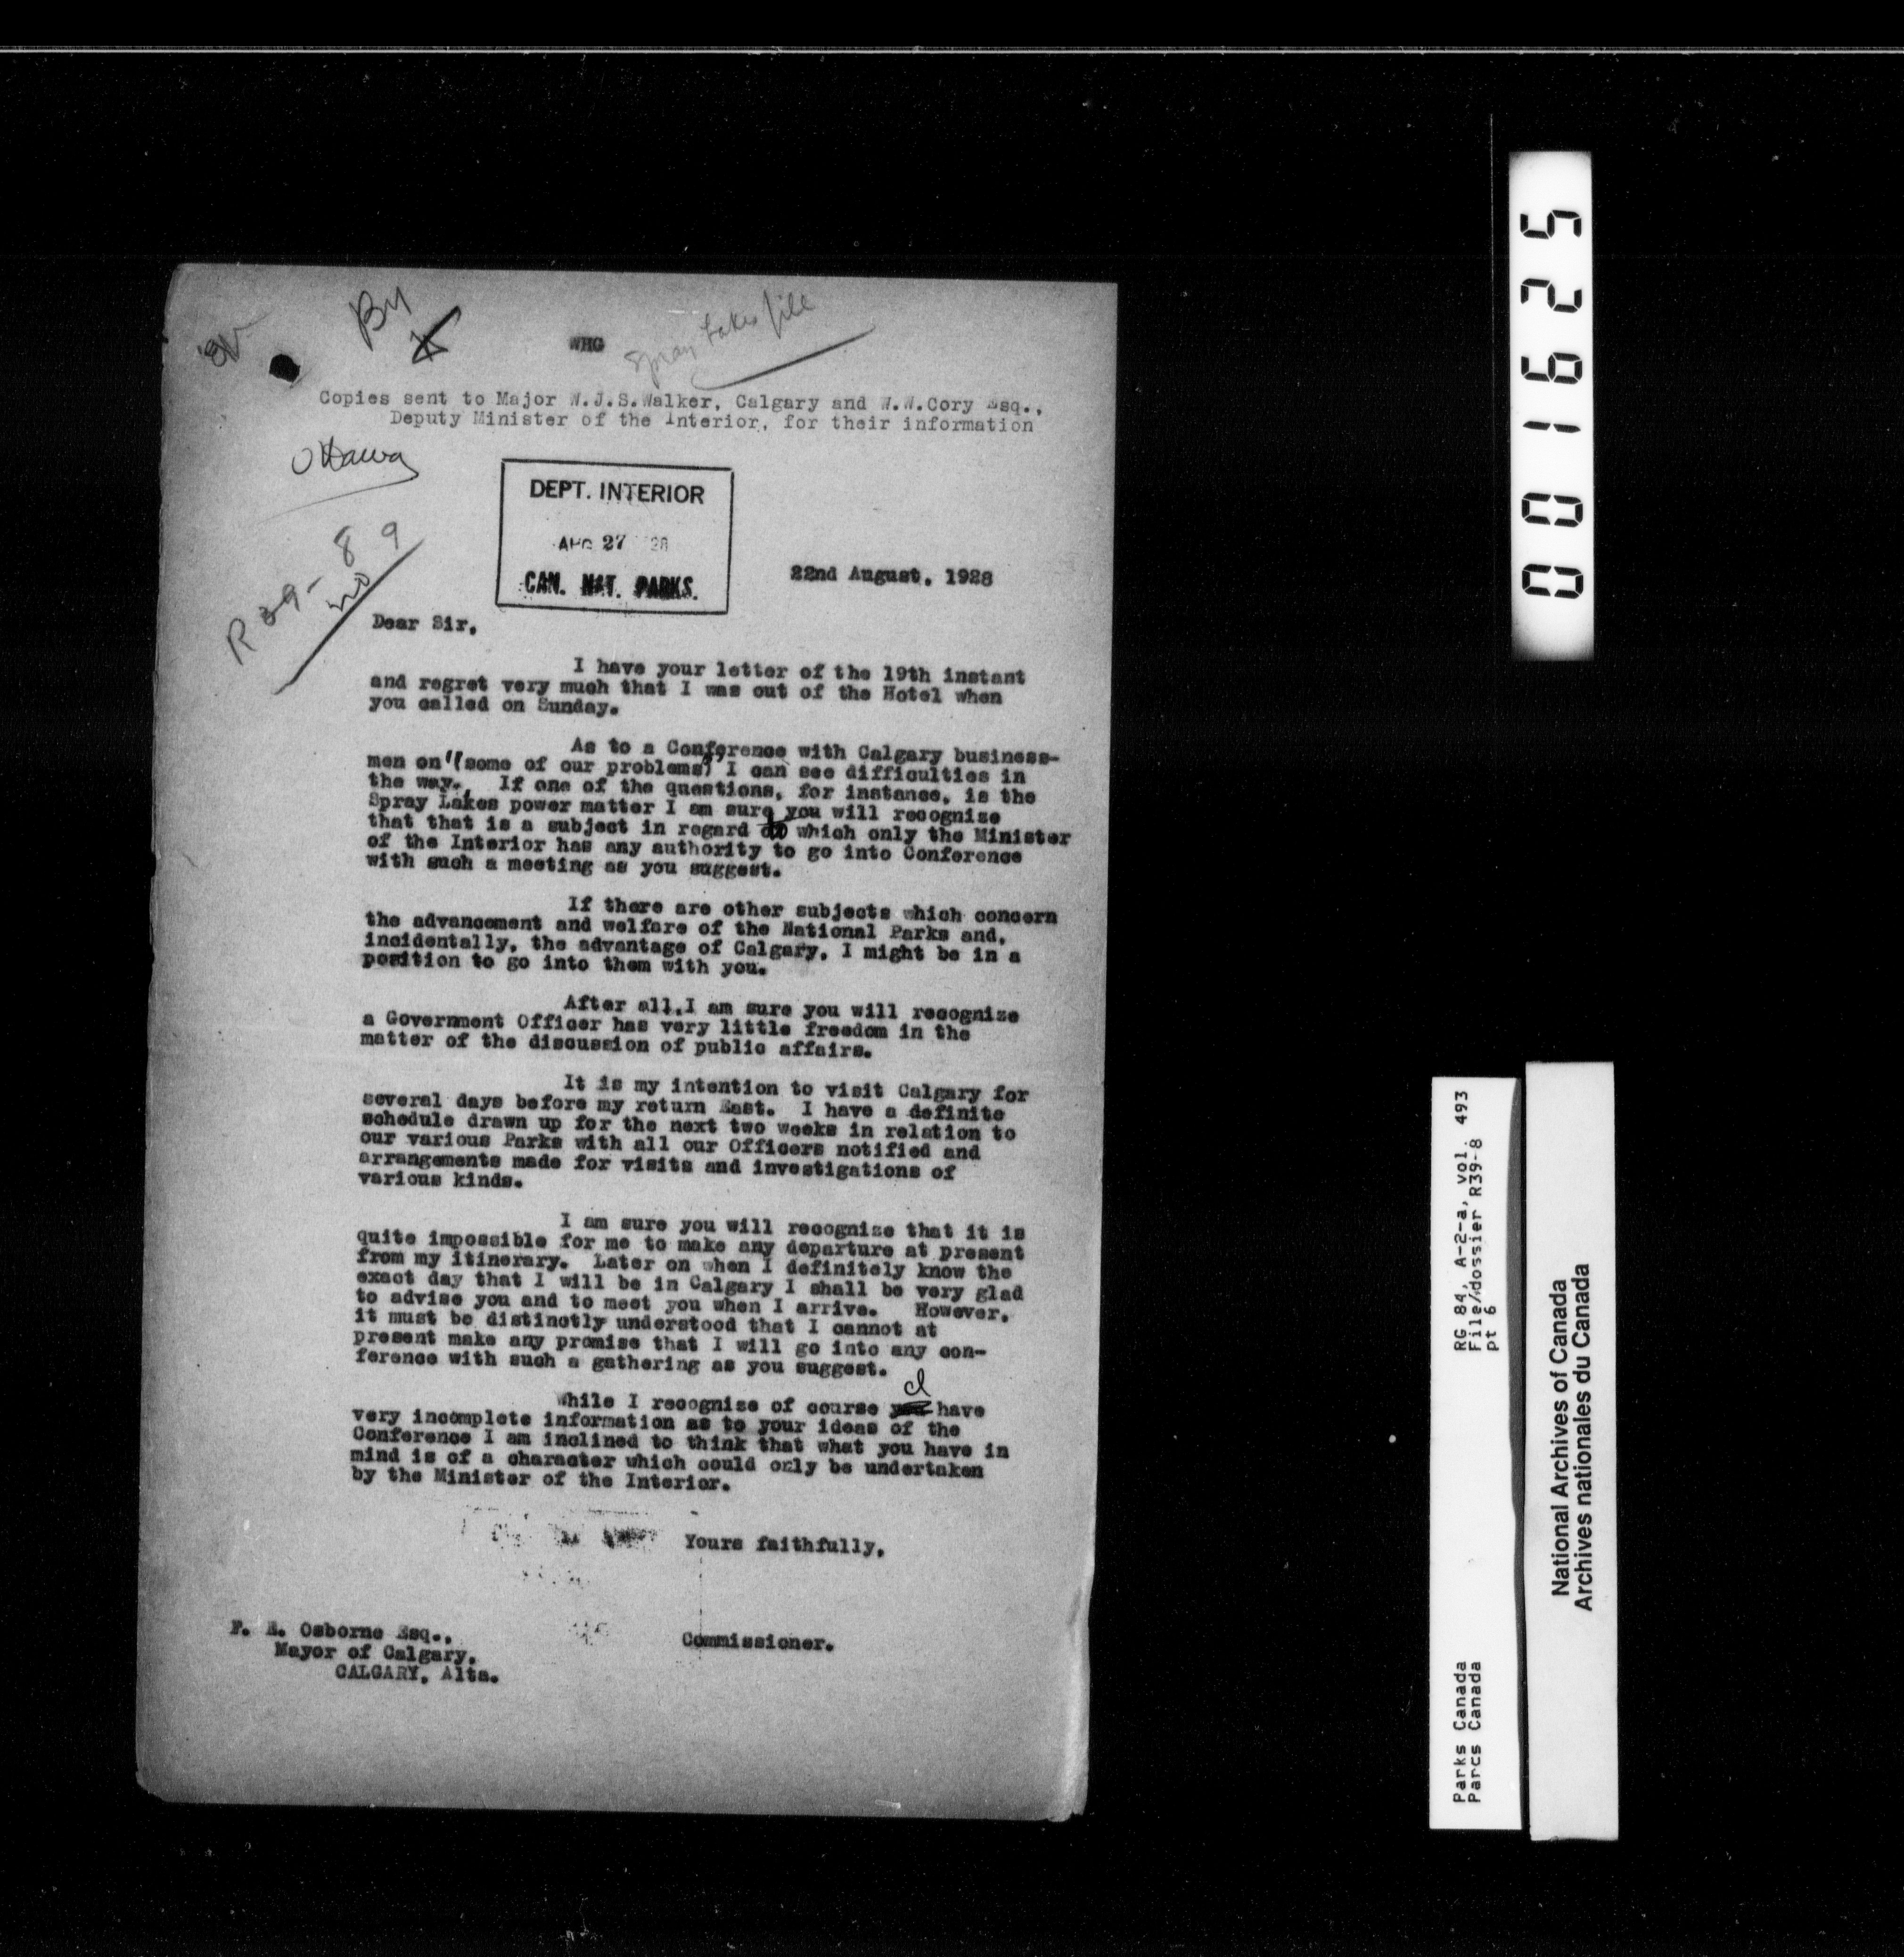 By
WHG
Spray Lakes file
Copies sent to Major W.J.S.Walker, Calgary and W.W.Cory Esq.,
Deputy Minister of the Interior, for their information
Ottawa
DEPT. INTERIOR
AUG 27 28
CAN. NAT. PARKS.
R 39-89
22nd August, 1928
Dear Sir,
I have your letter of the 19th instant
and regret very much that I was out of the Hotel when
you called on Sunday.
As to a Conference with Calgary business-
men on "(some of our problems)" I can see difficulties in
the way. If one of the questions, for instance, is the
Spray Lakes power matter I am sure you will recognize
that that is a subject in regard to which only the Minister
of the Interior has any authority to go into Conference
with such a meeting as you suggest.
If there are other subjects which concern
the advancement and welfare of the National Parks and,
incidentally, the advantage of Calgary, I might be in a
position to go into them with you.
After all, I am sure you will recognize
a Government Officer has very little freedom in the
matter of the discussion of public affairs.
It is my intention to visit Calgary for
several days before my return East. I have a definite
schedule drawn up for the next two weeks in relation to
our various Parks with all our Officers notified and
arrangements made for visits and investigations of
various kinds.
I am sure you will recognize that it is
quite impossible for me to make any departure at present
from my itinerary. Later on when I definitely know the
exact day that I will be in Calgary I shall be very glad
to advise you and to meet you when I arrive. However,
it must be distinctly understood that I cannot at
present make any promise that I will go into any con-
ference with such a gathering as you suggest.
While I recognize of course I have
very incomplete information as to your ideas of the
Conference I am inclined to think that what you have in
mind is of a character which could only be undertaken
by the Minister of the Interior.
Yours faithfully,
Commissioner.
F. E. Osborne Esq.,
Mayor of Calgary,
CALGARY, Alta.
001625
RG 84, A-2-a, vol. 493
File/dossier R39-8
pt 6
Parks Canada
Parcs Canada
National Archives of Canada
Archives nationales du Canada